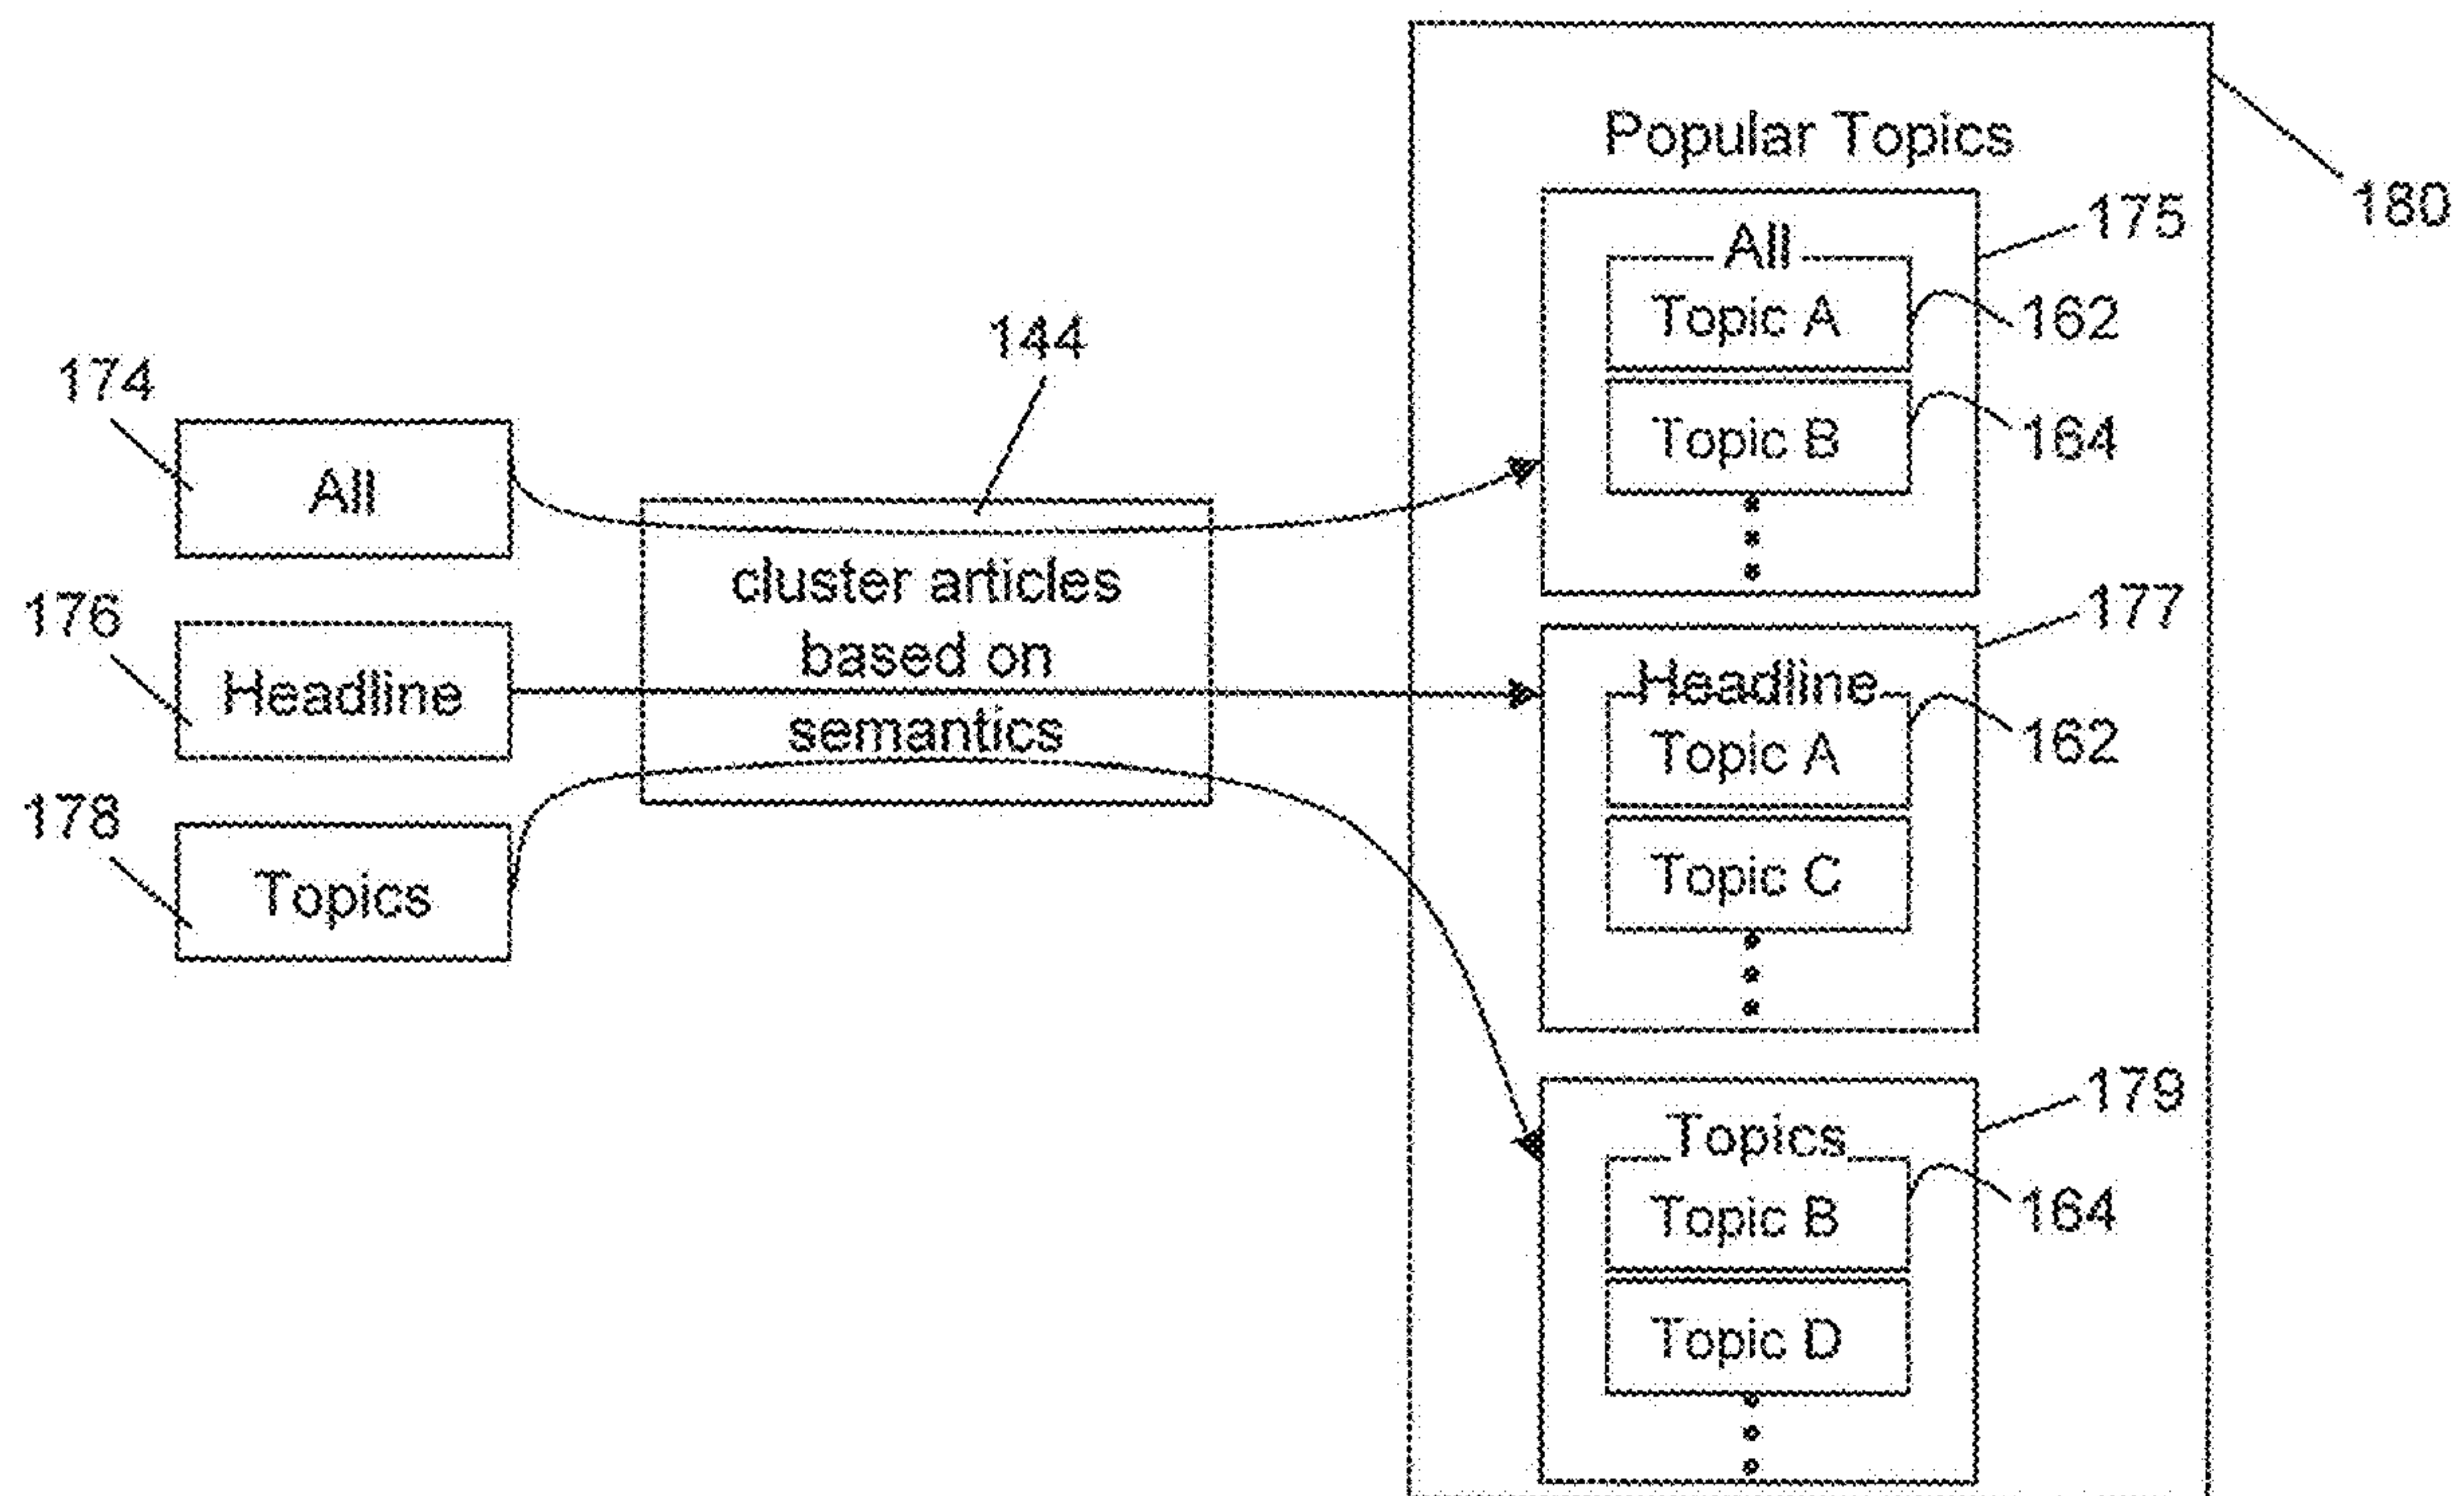 174
All
176
Headline
178
Topics
144
cluster articles
based on
semantics
Popular Topics
180
All
175
Topic A
162
Topic B
164
Headline
177
Topic A
162
Topic C
Topics
179
Topic B
164
Topic D